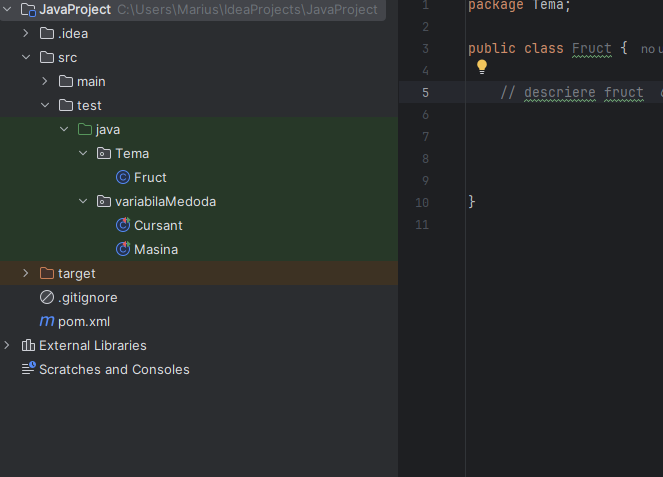 JavaProject C:\Users\Marius\IdeaProjects\JavaProject
.idea
src
main
test
java
Tema
Fruct
variabilaMedoda
Cursant
Masina
target
.gitignore
pom.xml
External Libraries
Scratches and Consoles
1 package Tema;
2
3 public class Fruct { no u
4
5 // descriere fruct
6
7
8
9
10 }
11